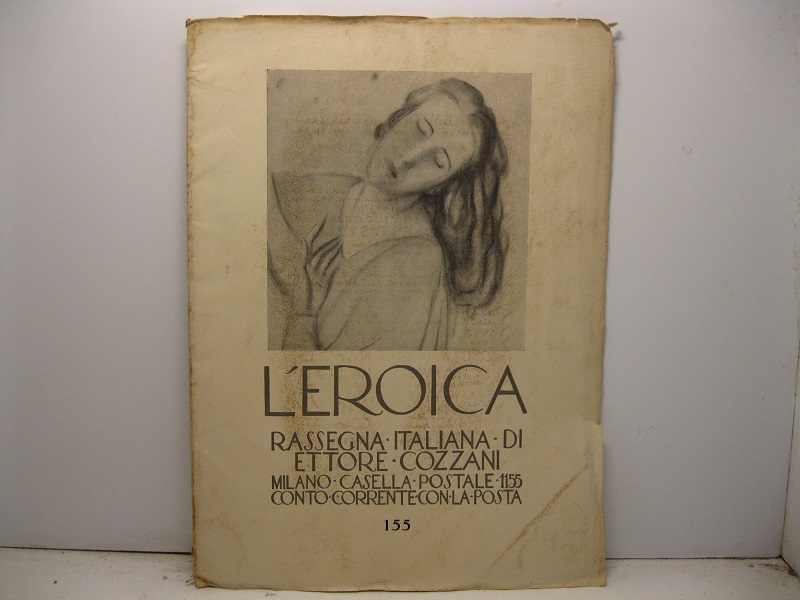 L'EROICA
RASSEGNA · ITALIANA · DI
ETTORE · COZZANI
MILANO · CASELLA · POSTALE · 1155
CONTO · CORRENTE · CON · LA · POSTA
155